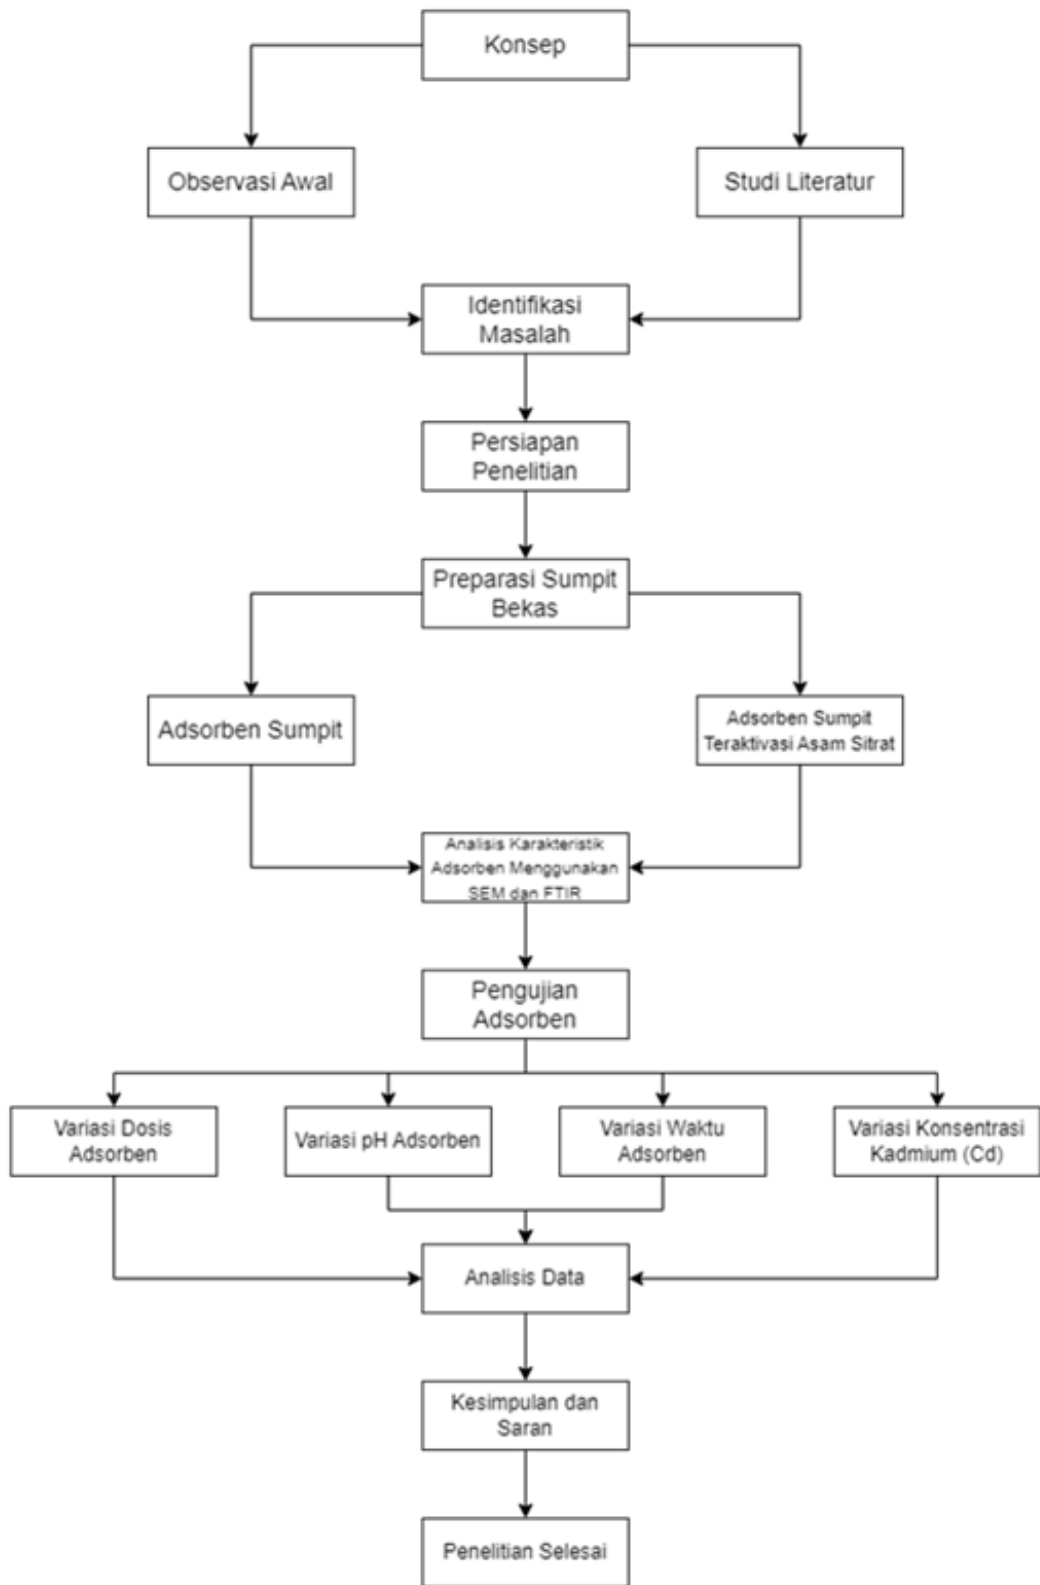 Konsep
Observasi Awal
Studi Literatur
Identifikasi
Masalah
Persiapan
Penelitian
Preparasi Sumpit
Bekas
Adsorben Sumpit
Adsorben Sumpit
Teraktivasi Asam Sitrat
Analisis Karakteristik
Adsorben Menggunakan
SEM dan FTIR
Pengujian
Adsorben
Variasi Dosis
Adsorben
Variasi pH Adsorben
Variasi Waktu
Adsorben
Variasi Konsentrasi
Kadmium (Cd)
Analisis Data
Kesimpulan dan
Saran
Penelitian Selesai